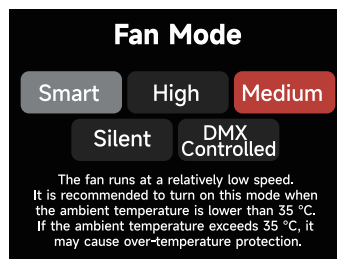 Fan Mode
Smart
High
Medium
Silent
DMX
Controlled
The fan runs at a relatively low speed.
It is recommended to turn on this mode when
the ambient temperature is lower than 35 °C.
If the ambient temperature exceeds 35 °C, it
may cause over-temperature protection.